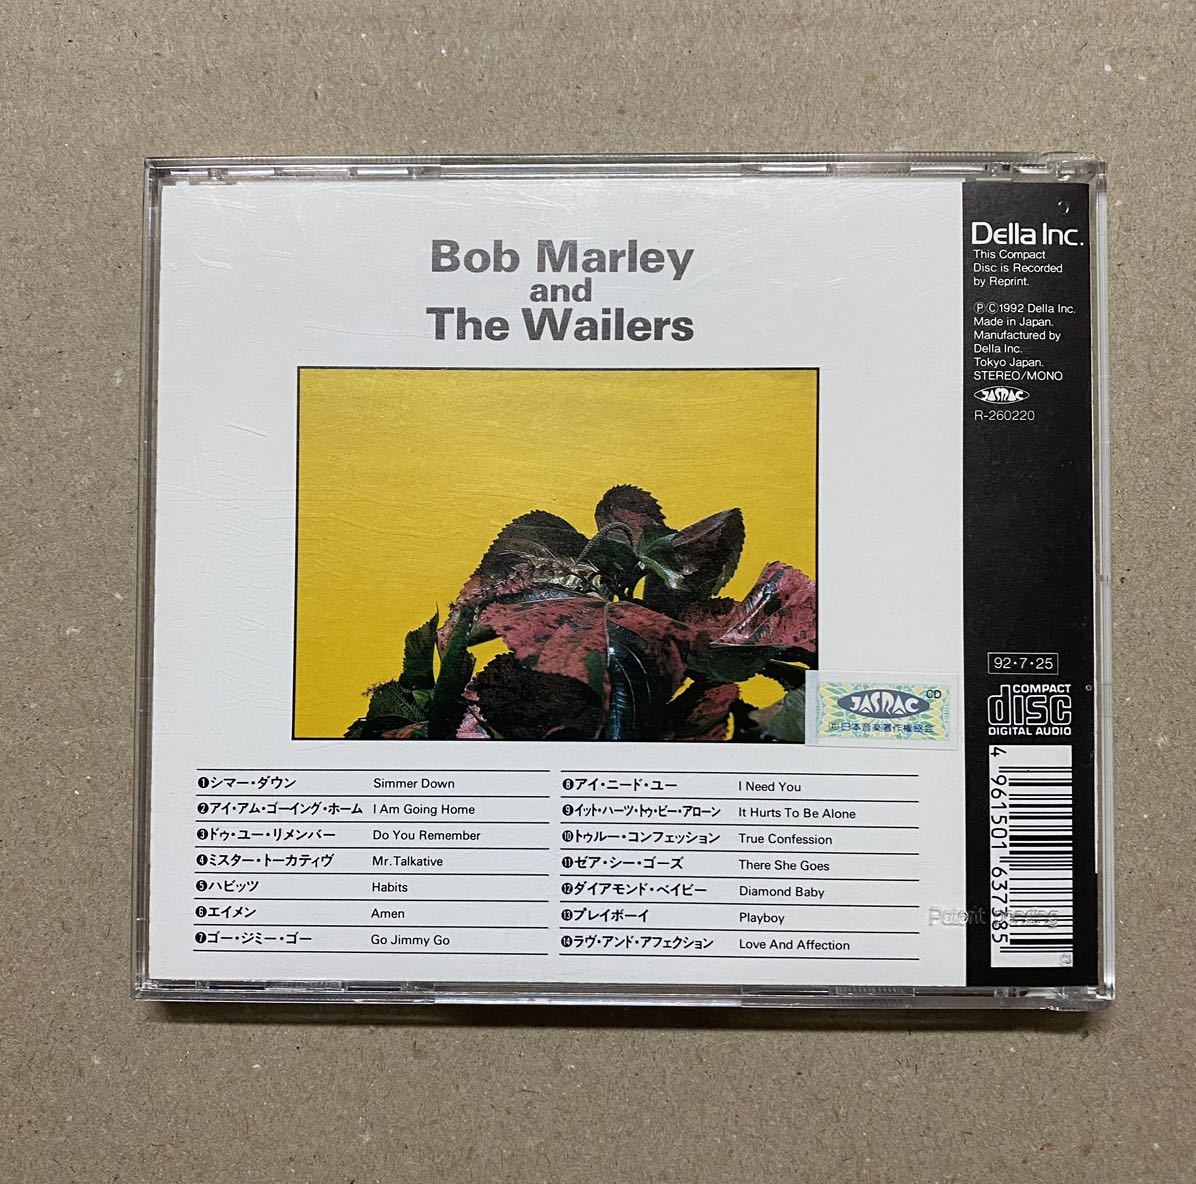 Bob Marley
and
The Wailers
❶シマー・ダウン Simmer Down
❷アイ・アム・ゴーイング・ホーム I Am Going Home
❸ドゥ・ユー・リメンバー Do You Remember
❹ミスター・トーカティヴ Mr. Talkative
❺ハビッツ Habits
❻エイメン Amen
❼ゴー・ジミー・ゴー Go Jimmy Go
❽アイ・ニード・ユー I Need You
❾イット・ハーツ・トゥ・ビー・アローン It Hurts To Be Alone
❿トゥルー・コンフェッション True Confession
⓫ゼア・シー・ゴーズ There She Goes
⓬ダイアモンド・ベイビー Diamond Baby
⓭プレイボーイ Playboy
⓮ラヴ・アンド・アフェクション Love And Affection
JASRAC CD
㈳日本音楽著作権協会
Della Inc.
This Compact
Disc is Recorded
by Reprint.
ⓅⒸ1992 Della Inc.
Made in Japan.
Manufactured by
Della Inc.
Tokyo Japan.
STEREO/MONO
JASRAC
R-260220
92・7・25
COMPACT
disc
DIGITAL AUDIO
4 961501 637385
Patent Pending